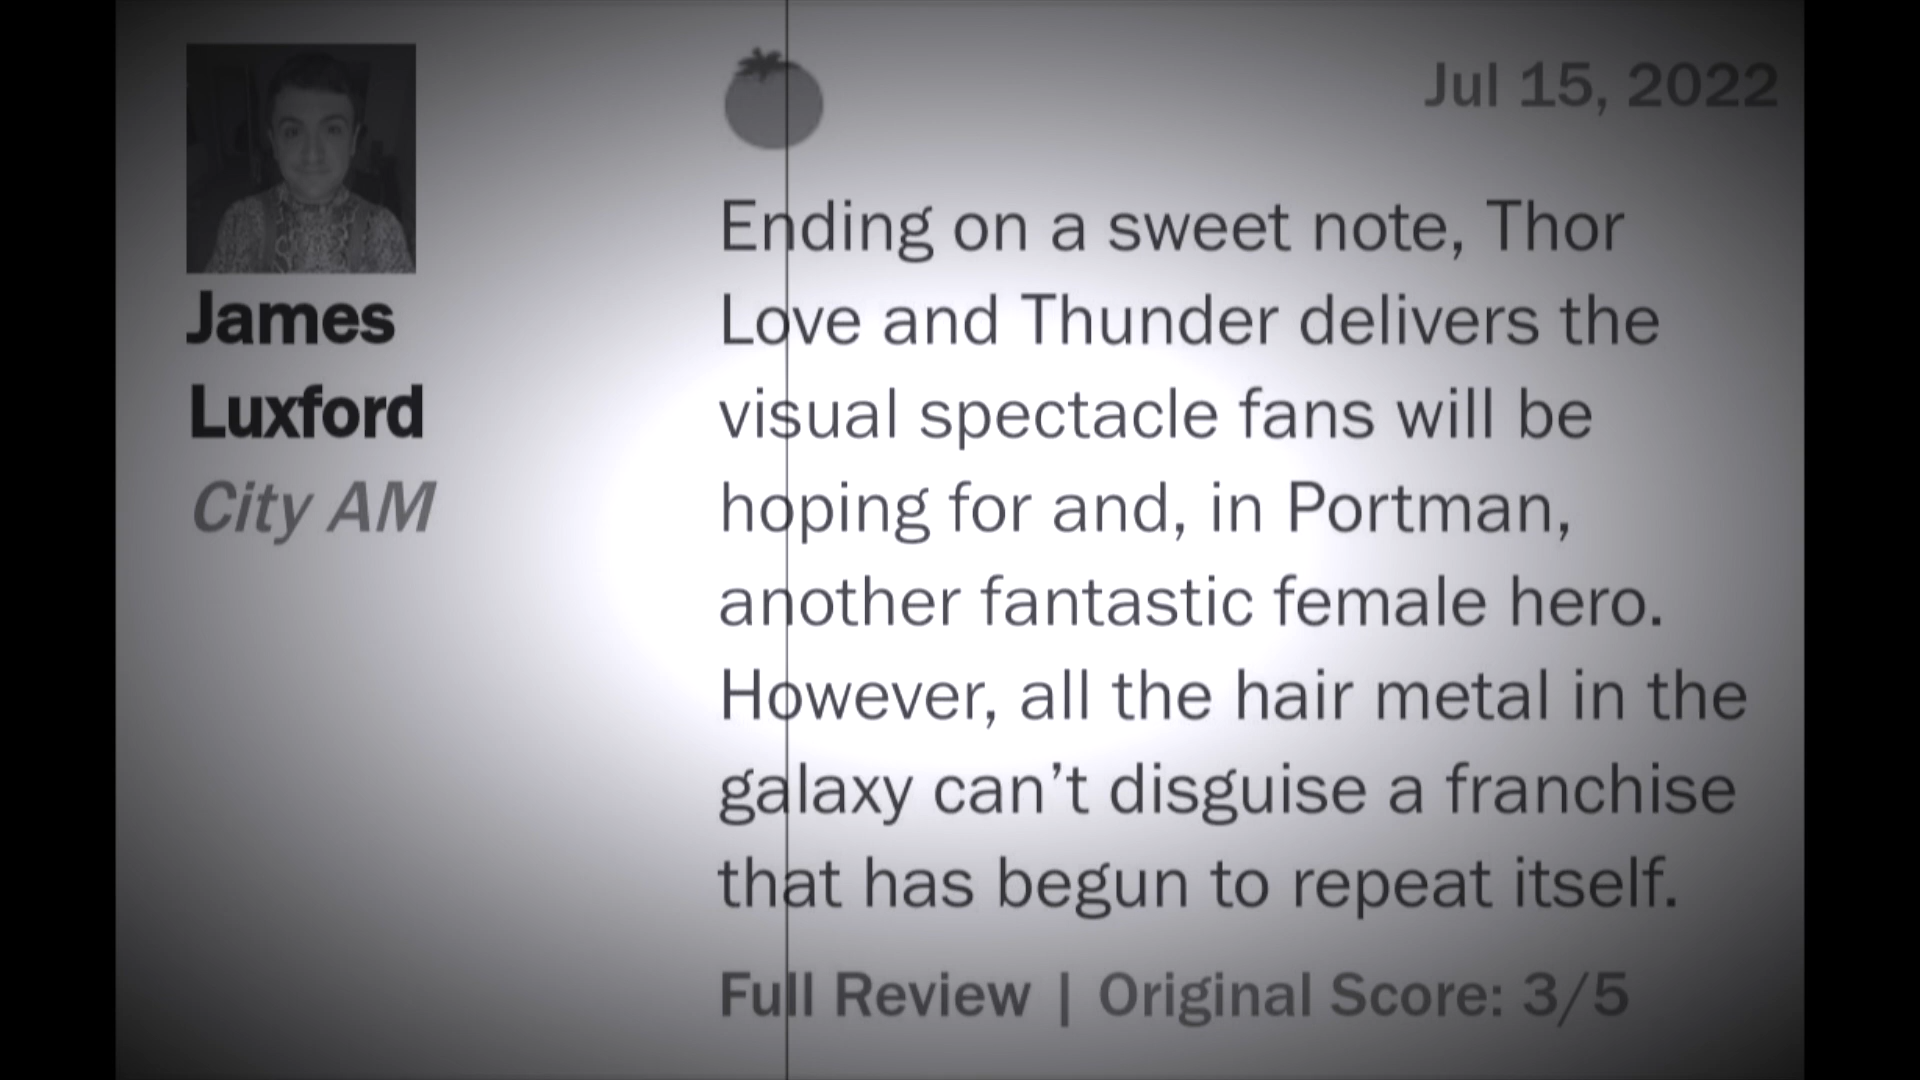 James
Luxford
City AM
Jul 15, 2022
Ending on a sweet note, Thor
Love and Thunder delivers the
visual spectacle fans will be
hoping for and, in Portman,
another fantastic female hero.
However, all the hair metal in the
galaxy can’t disguise a franchise
that has begun to repeat itself.
Full Review | Original Score: 3/5